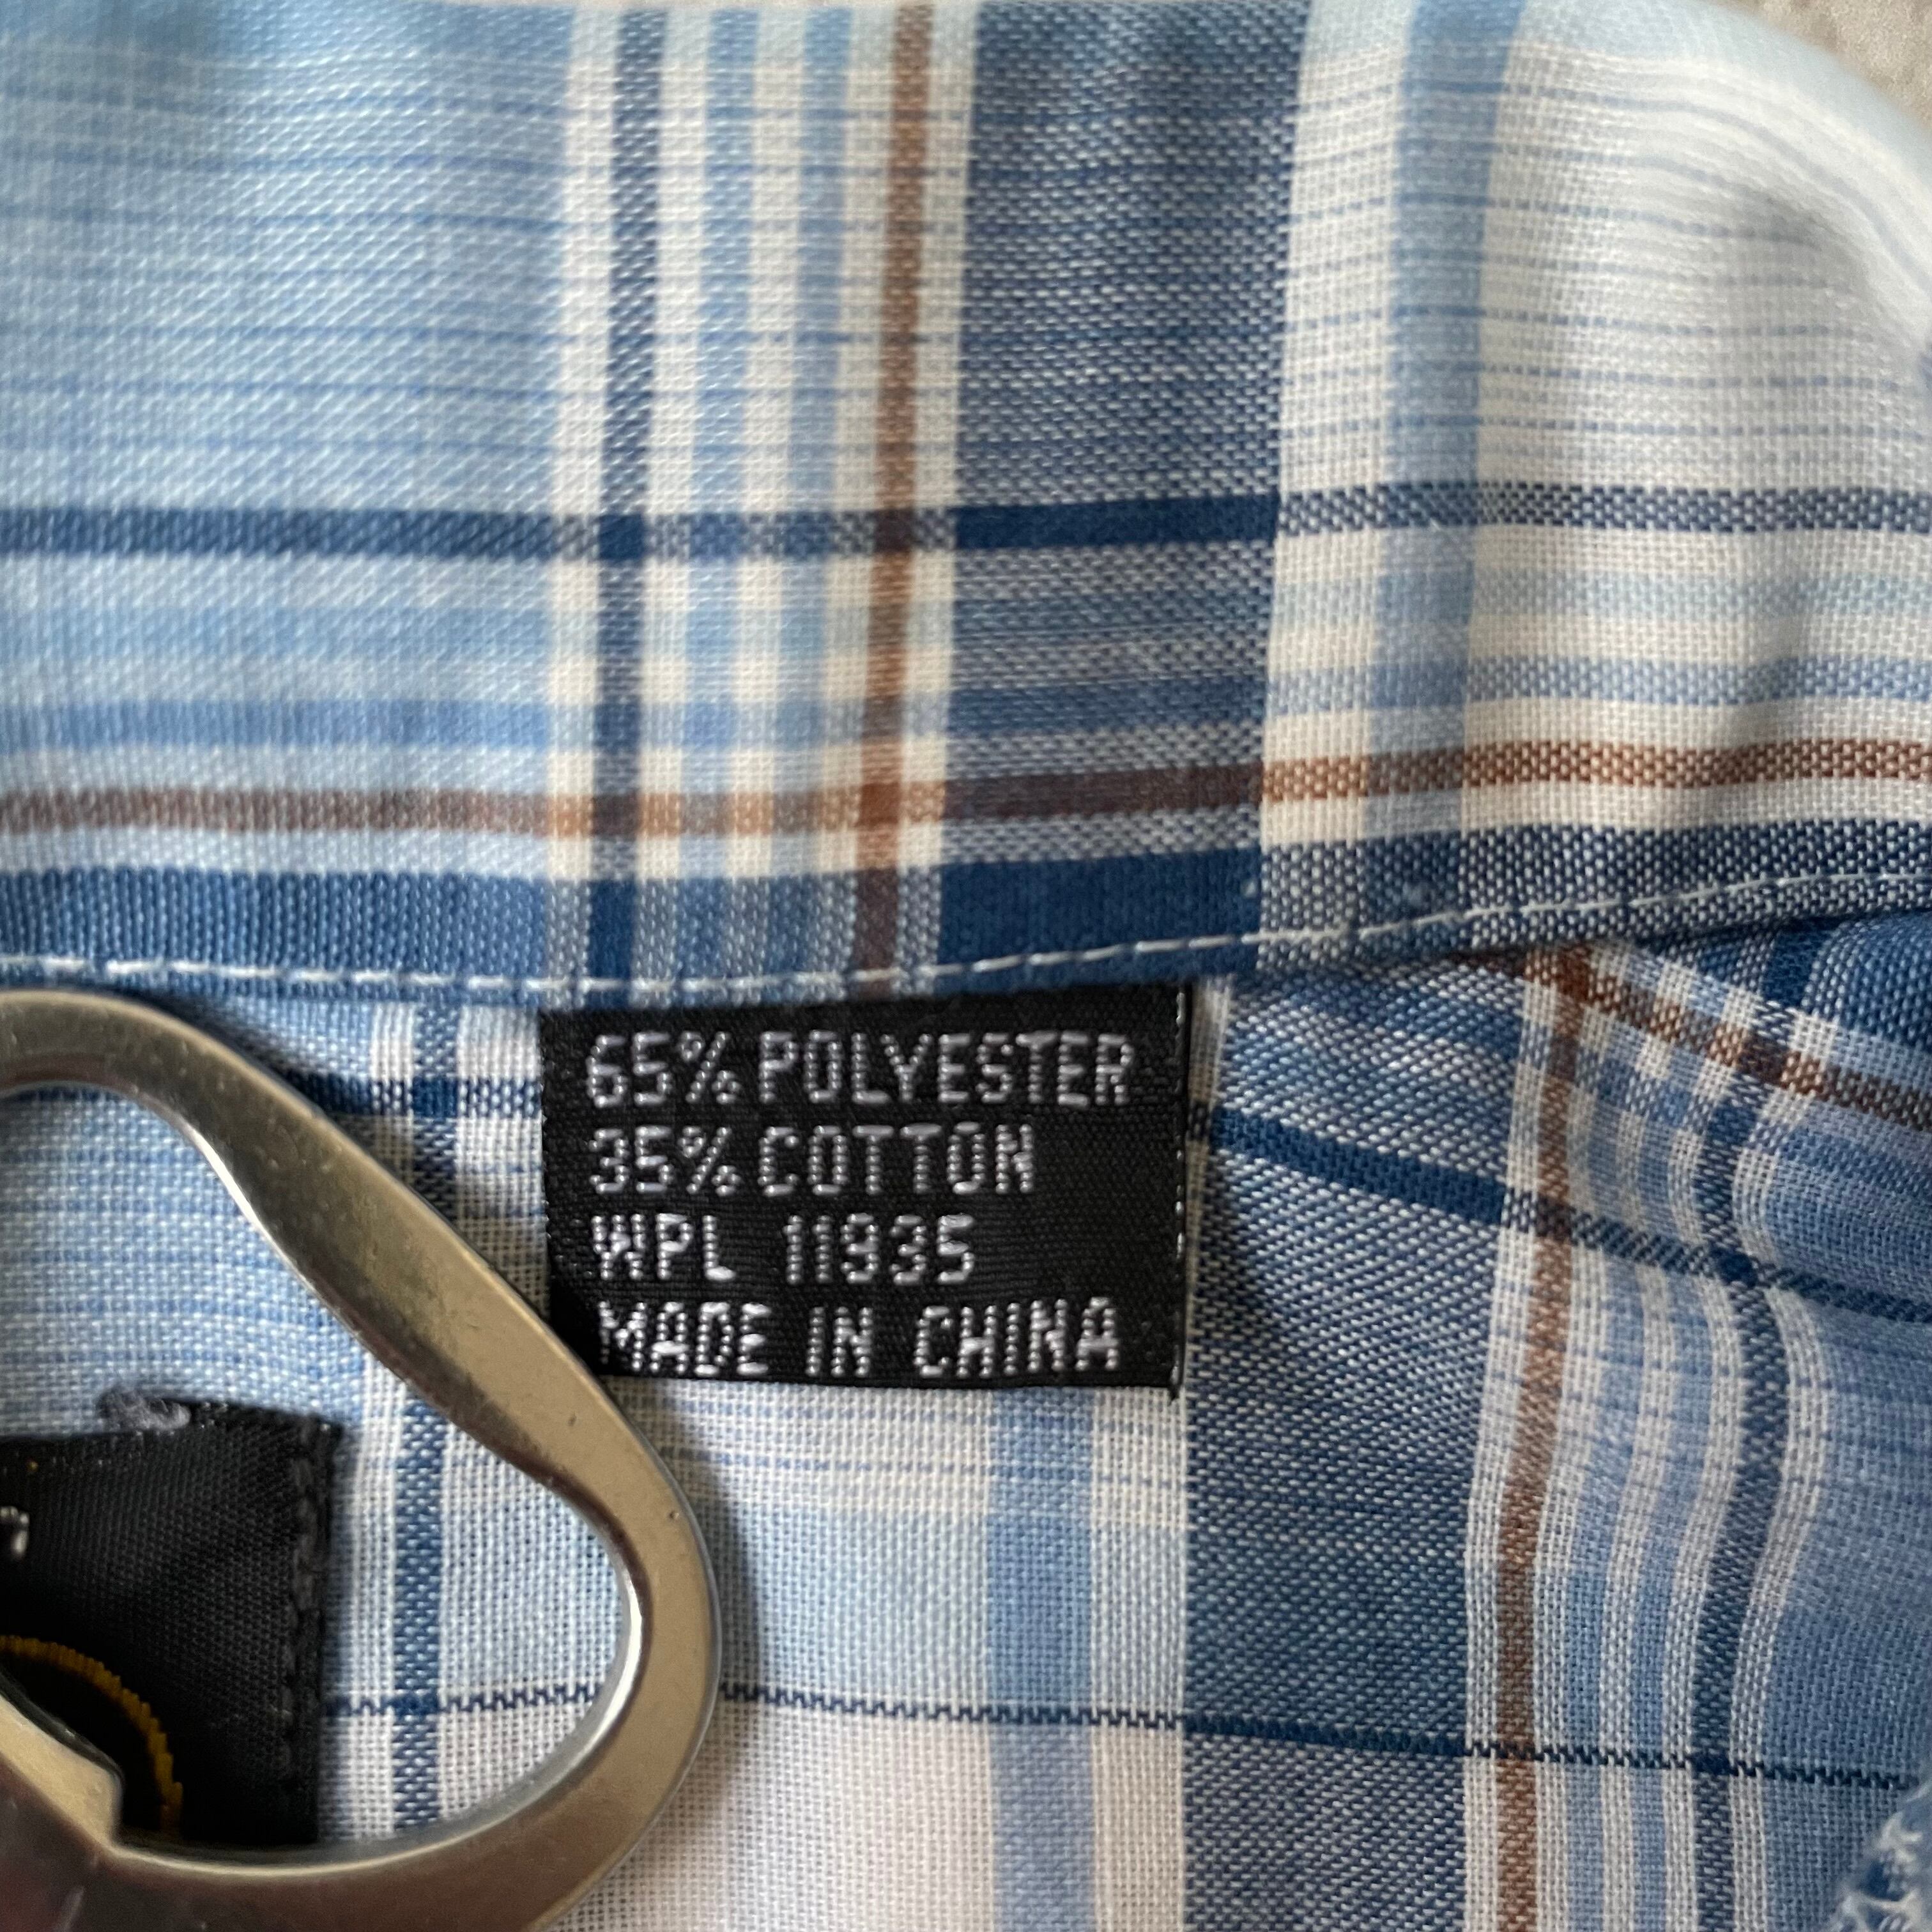 65% POLYESTER
35% COTTON
WPL 11935
MADE IN CHINA